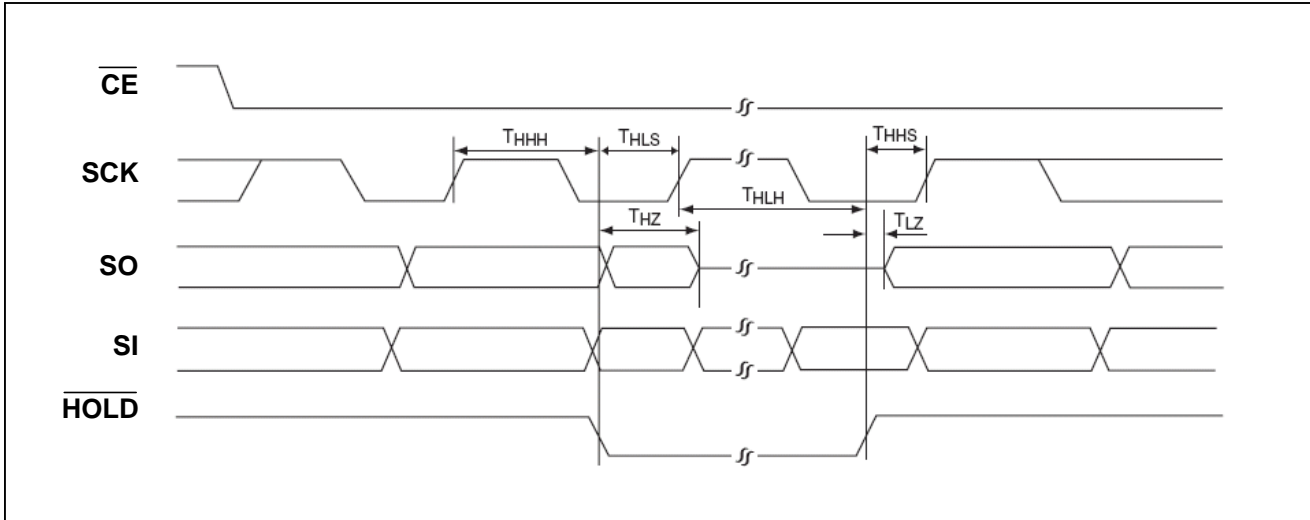 CE
THHH
THLS
THHS
SCK
THLH
THZ
TLZ
SO
SI
HOLD